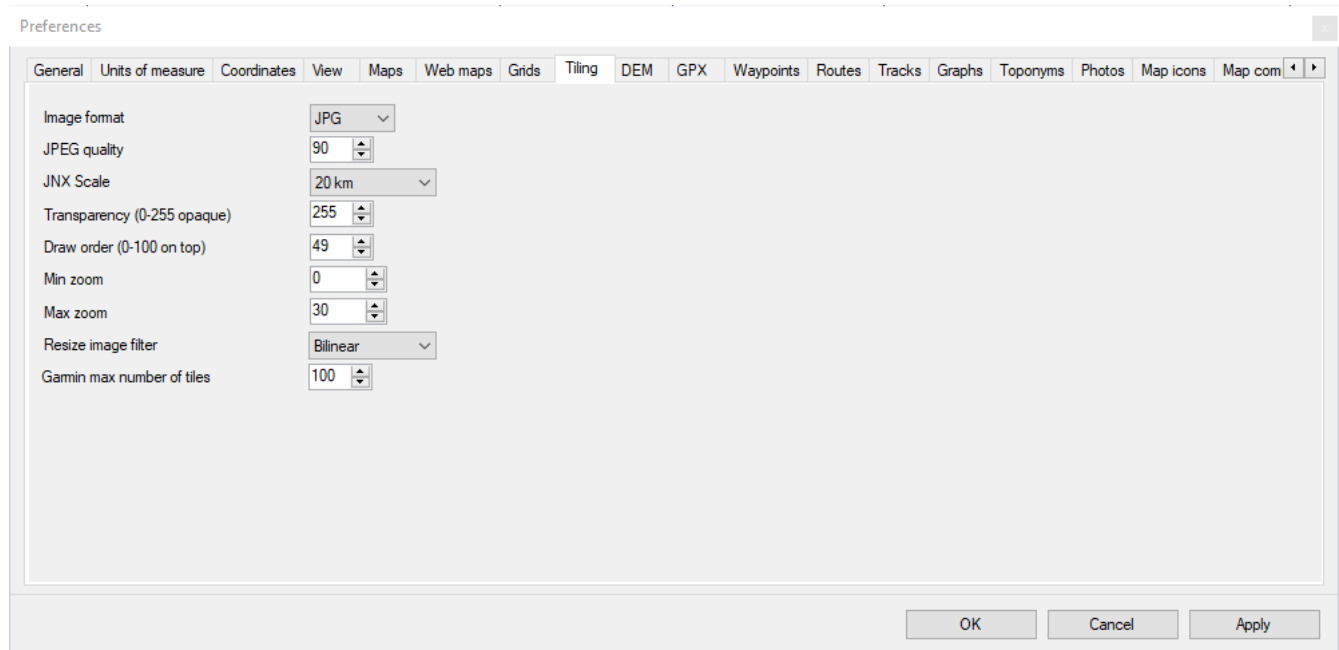 Preferences
x
General Units of measure Coordinates View Maps Web maps Grids Tiling DEM GPX Waypoints Routes Tracks Graphs Toponyms Photos Map icons Map com
Image format JPG
JPEG quality 90
JNX Scale 20 km
Transparency (0-255 opaque) 255
Draw order (0-100 on top) 49
Min zoom 0
Max zoom 30
Resize image filter Bilinear
Garmin max number of tiles 100
OK Cancel Apply